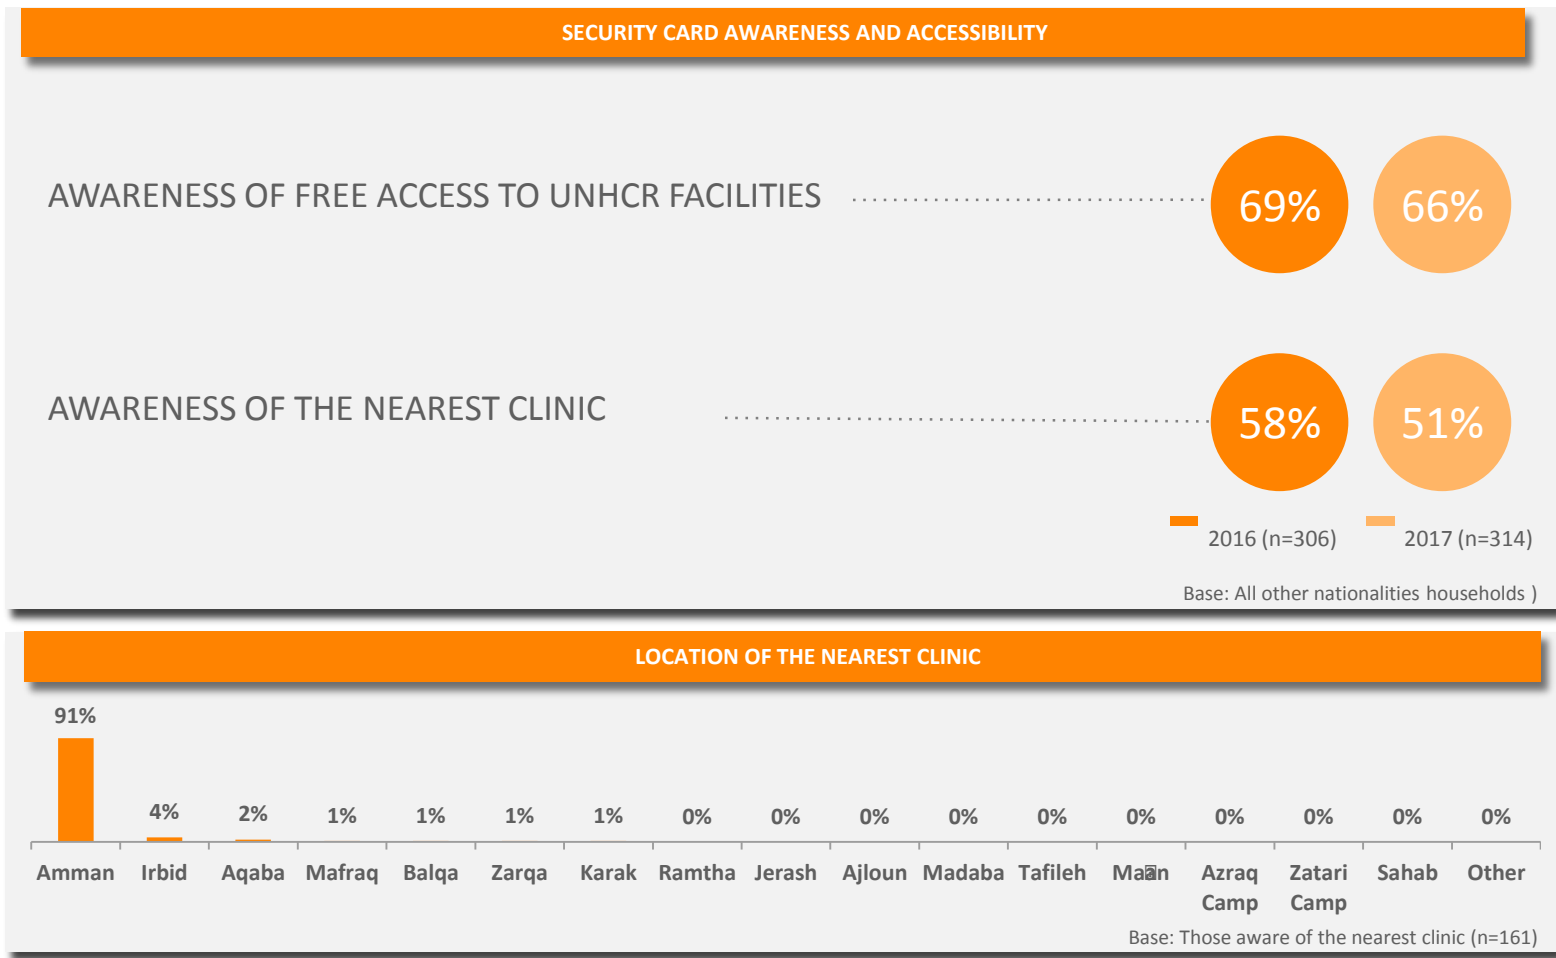 SECURITY CARD AWARENESS AND ACCESSIBILITY
AWARENESS OF FREE ACCESS TO UNHCR FACILITIES
69%
66%
AWARENESS OF THE NEAREST CLINIC
58%
51%
2016 (n=306)
2017 (n=314)
Base: All other nationalities households )
LOCATION OF THE NEAREST CLINIC
91% 4% 2% 1% 1% 1% 1% 0% 0% 0% 0% 0% 0% 0% 0% 0% 0%
Amman Irbid Aqaba Mafraq Balqa Zarqa Karak Ramtha Jerash Ajloun Madaba Tafileh Maan Azraq Camp Zatari Camp Sahab Other
Base: Those aware of the nearest clinic (n=161)